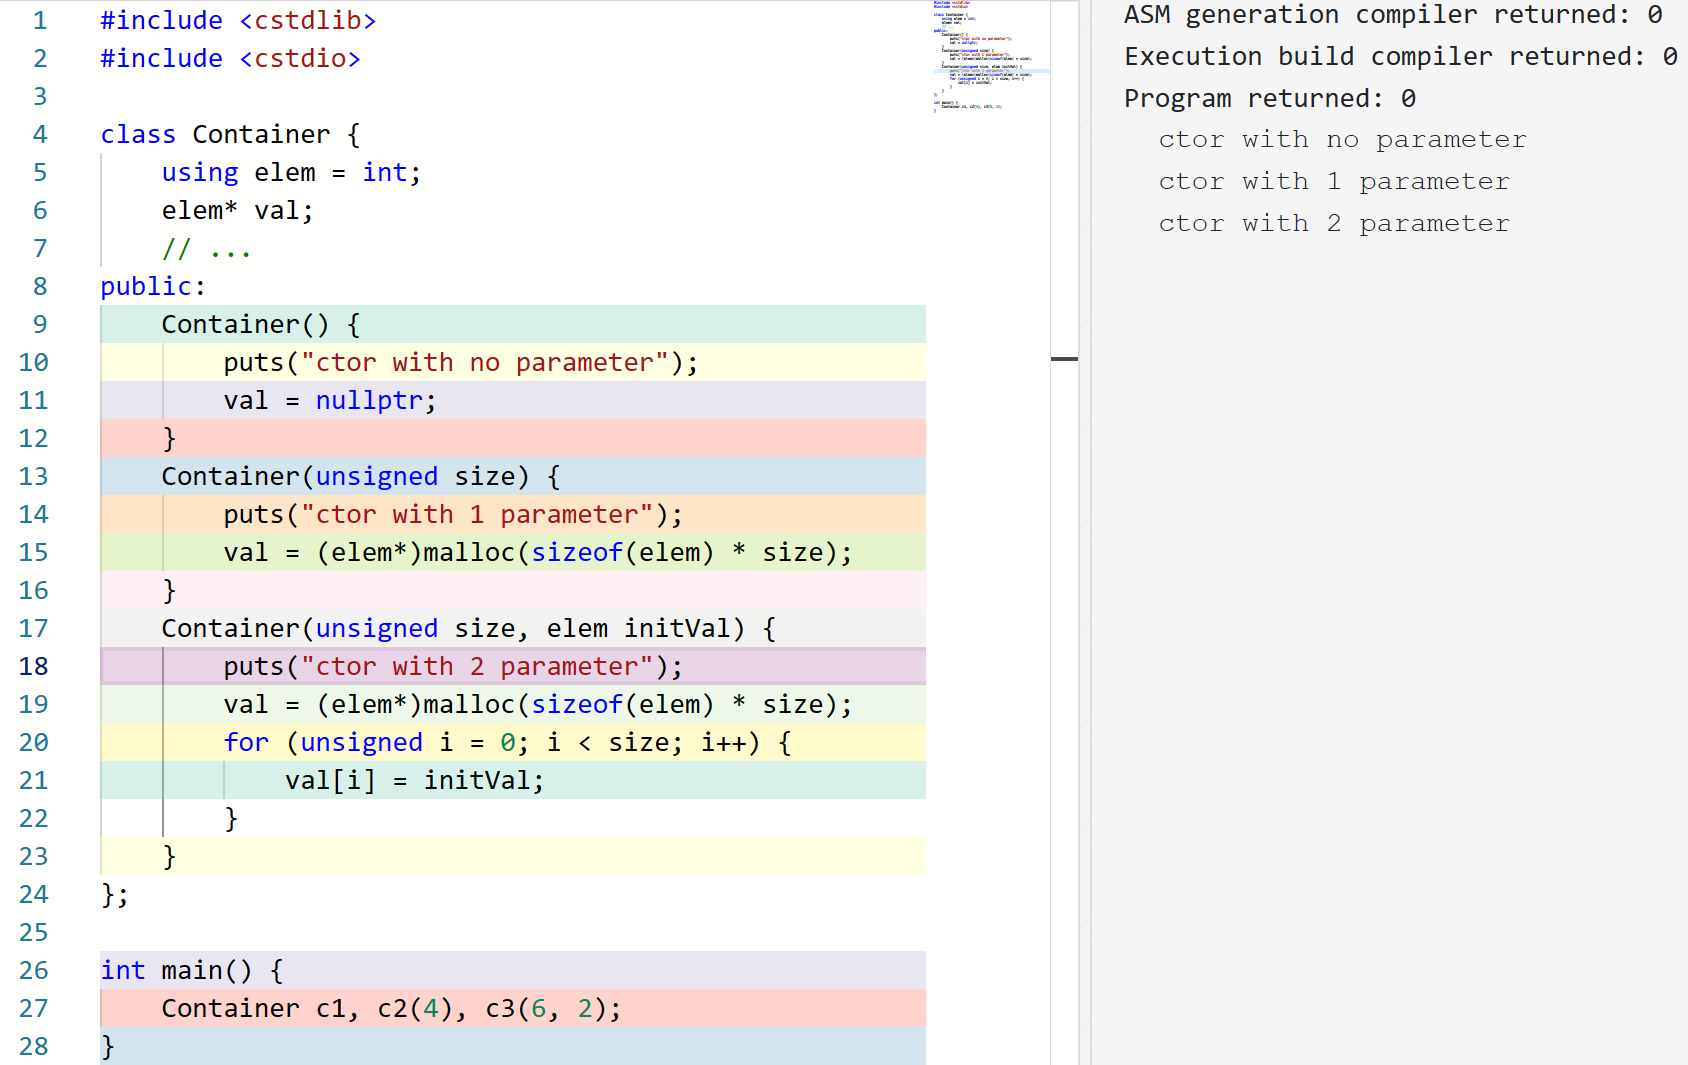 1 #include <cstdlib>
2 #include <cstdio>
3
4 class Container {
5     using elem = int;
6     elem* val;
7     // ...
8 public:
9     Container() {
10         puts("ctor with no parameter");
11         val = nullptr;
12     }
13     Container(unsigned size) {
14         puts("ctor with 1 parameter");
15         val = (elem*)malloc(sizeof(elem) * size);
16     }
17     Container(unsigned size, elem initVal) {
18         puts("ctor with 2 parameter");
19         val = (elem*)malloc(sizeof(elem) * size);
20         for (unsigned i = 0; i < size; i++) {
21             val[i] = initVal;
22         }
23     }
24 };
25
26 int main() {
27     Container c1, c2(4), c3(6, 2);
28 }
ASM generation compiler returned: 0
Execution build compiler returned: 0
Program returned: 0
ctor with no parameter
ctor with 1 parameter
ctor with 2 parameter